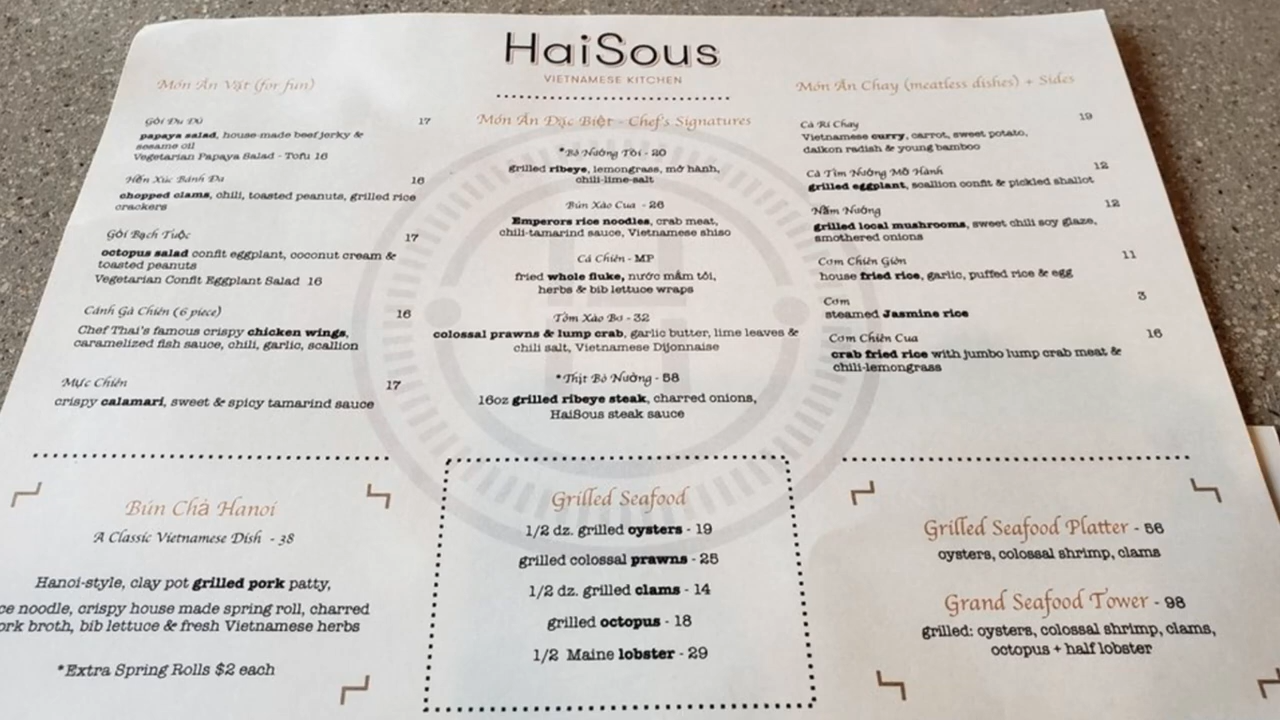 HaiSous
VIETNAMESE KITCHEN
Món Ăn Vặt (for fun)
Gỏi Đu Đủ 17
papaya salad, house made beef jerky &
sesame oil
Vegetarian Papaya Salad - Tofu 16
Hến Xúc Bánh Đa 16
chopped clams, chili, toasted peanuts, grilled rice
crackers
Gỏi Bạch Tuộc 17
octopus salad confit eggplant, coconut cream &
toasted peanuts
Vegetarian Confit Eggplant Salad 16
Cánh Gà Chiên (6 piece) 16
Chef Thai's famous crispy chicken wings,
caramelized fish sauce, chili, garlic, scallion
Mực Chiên 17
crispy calamari, sweet & spicy tamarind sauce
Món Ăn Đặc Biệt - Chef's Signatures
*Bò Nướng Tỏi - 20
grilled ribeye, lemongrass, mỡ hành,
chili-lime-salt
Bún Xào Cua - 26
Emperors rice noodles, crab meat,
chili-tamarind sauce, Vietnamese shiso
Cá Chiên - MP
fried whole fluke, nước mắm tỏi,
herbs & bib lettuce wraps
Tôm Xào Bơ - 32
colossal prawns & lump crab, garlic butter, lime leaves &
chili salt, Vietnamese Dijonnaise
*Thịt Bò Nướng - 58
16oz grilled ribeye steak, charred onions,
HaiSous steak sauce
Món Ăn Chay (meatless dishes) + Sides
Cà Ri Chay 19
Vietnamese curry, carrot, sweet potato,
daikon radish & young bamboo
Cà Tím Nướng Mỡ Hành 12
grilled eggplant, scallion confit & pickled shallot
Nấm Nướng 12
grilled local mushrooms, sweet chili soy glaze,
smothered onions
Cơm Chiên Giòn 11
house fried rice, garlic, puffed rice & egg
Cơm 3
steamed Jasmine rice
Cơm Chiên Cua 16
crab fried rice with jumbo lump crab meat &
chili-lemongrass
Bún Chả Hanoi
A Classic Vietnamese Dish - 38
Hanoi-style, clay pot grilled pork patty,
ce noodle, crispy house made spring roll, charred
ork broth, bib lettuce & fresh Vietnamese herbs
*Extra Spring Rolls $2 each
Grilled Seafood
1/2 dz. grilled oysters - 19
grilled colossal prawns - 25
1/2 dz. grilled clams - 14
grilled octopus - 18
1/2 Maine lobster - 29
Grilled Seafood Platter - 56
oysters, colossal shrimp, clams
Grand Seafood Tower - 98
grilled: oysters, colossal shrimp, clams,
octopus + half lobster